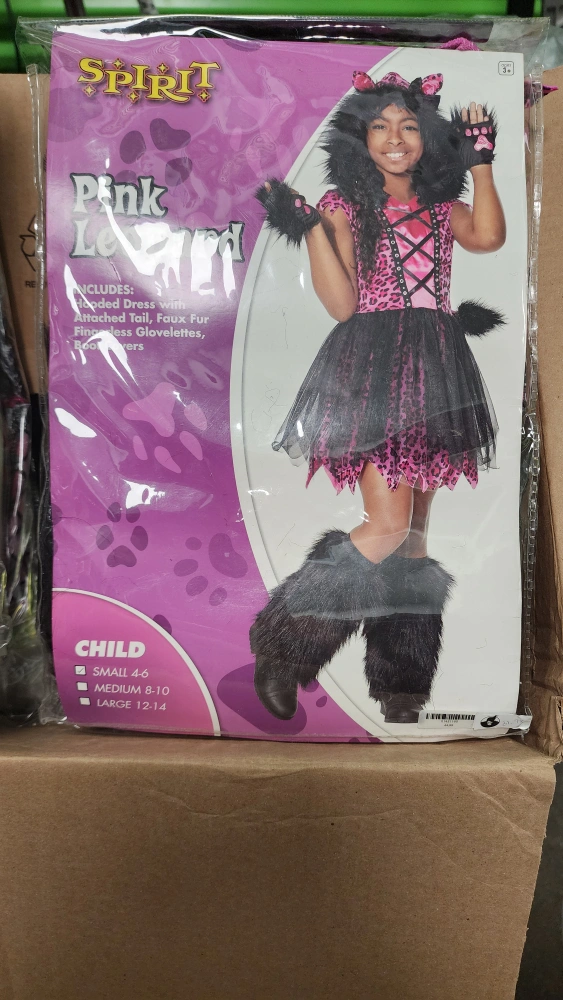 SPIRIT
Pink
INCLUDES:
Hooded Dress with
Attached Tail, Faux Fur
Fingerless Glovelettes,
CHILD
SMALL 4-6
MEDIUM 8-10
LARGE 12-14
3